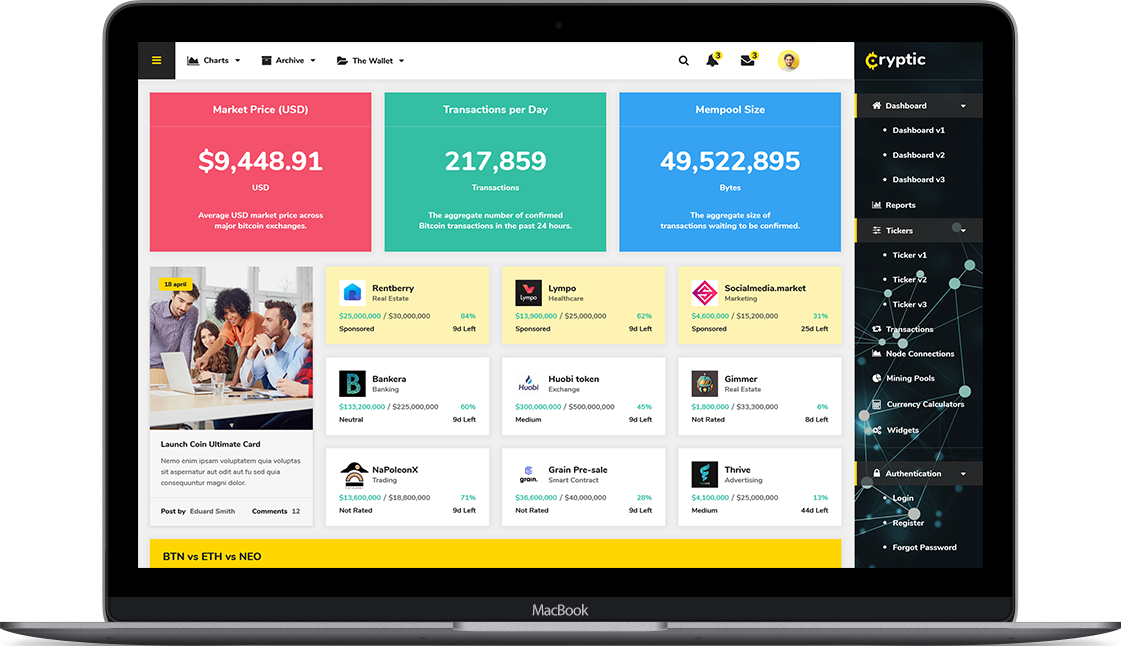 Charts
Archive
The Wallet
3
3
Cryptic
Market Price (USD)
$9,448.91
USD
Average USD market price across
major bitcoin exchanges.
Transactions per Day
217,859
Transactions
The aggregate number of confirmed
Bitcoin transactions in the past 24 hours.
Mempool Size
49,522,895
Bytes
The aggregate size of
transactions waiting to be confirmed.
18 april
Launch Coin Ultimate Card
Nemo enim ipsam voluptatem quia voluptas
sit aspernatur aut odit aut fu sed quia
consequuntur magni dolor.
Post by Eduard Smith Comments 12
Rentberry
Real Estate
$25,000,000 / $30,000,000 84%
Sponsored 9d Left
Lympo
Lympo
Healthcare
$13,900,000 / $25,000,000 62%
Sponsored 9d Left
Socialmedia.market
Marketing
$4,600,000 / $15,200,000 31%
Sponsored 25d Left
Bankera
Banking
$133,200,000 / $225,000,000 60%
Neutral 9d Left
Huobi
Huobi token
Exchange
$300,000,000 / $500,000,000 45%
Medium 9d Left
Gimmer
Real Estate
$1,800,000 / $33,300,000 6%
Not Rated 8d Left
NaPoleonX
Trading
$13,600,000 / $18,800,000 71%
Not Rated 9d Left
grain.
Grain Pre-sale
Smart Contract
$36,600,000 / $40,000,000 28%
Not Rated 9d Left
Thrive
Advertising
$4,100,000 / $25,000,000 13%
Medium 44d Left
BTN vs ETH vs NEO
Dashboard
Dashboard v1
Dashboard v2
Dashboard v3
Reports
Tickers
Ticker v1
Ticker v2
Ticker v3
Transactions
Node Connections
Mining Pools
Currency Calculators
Widgets
Authentication
Login
Register
Forgot Password
MacBook